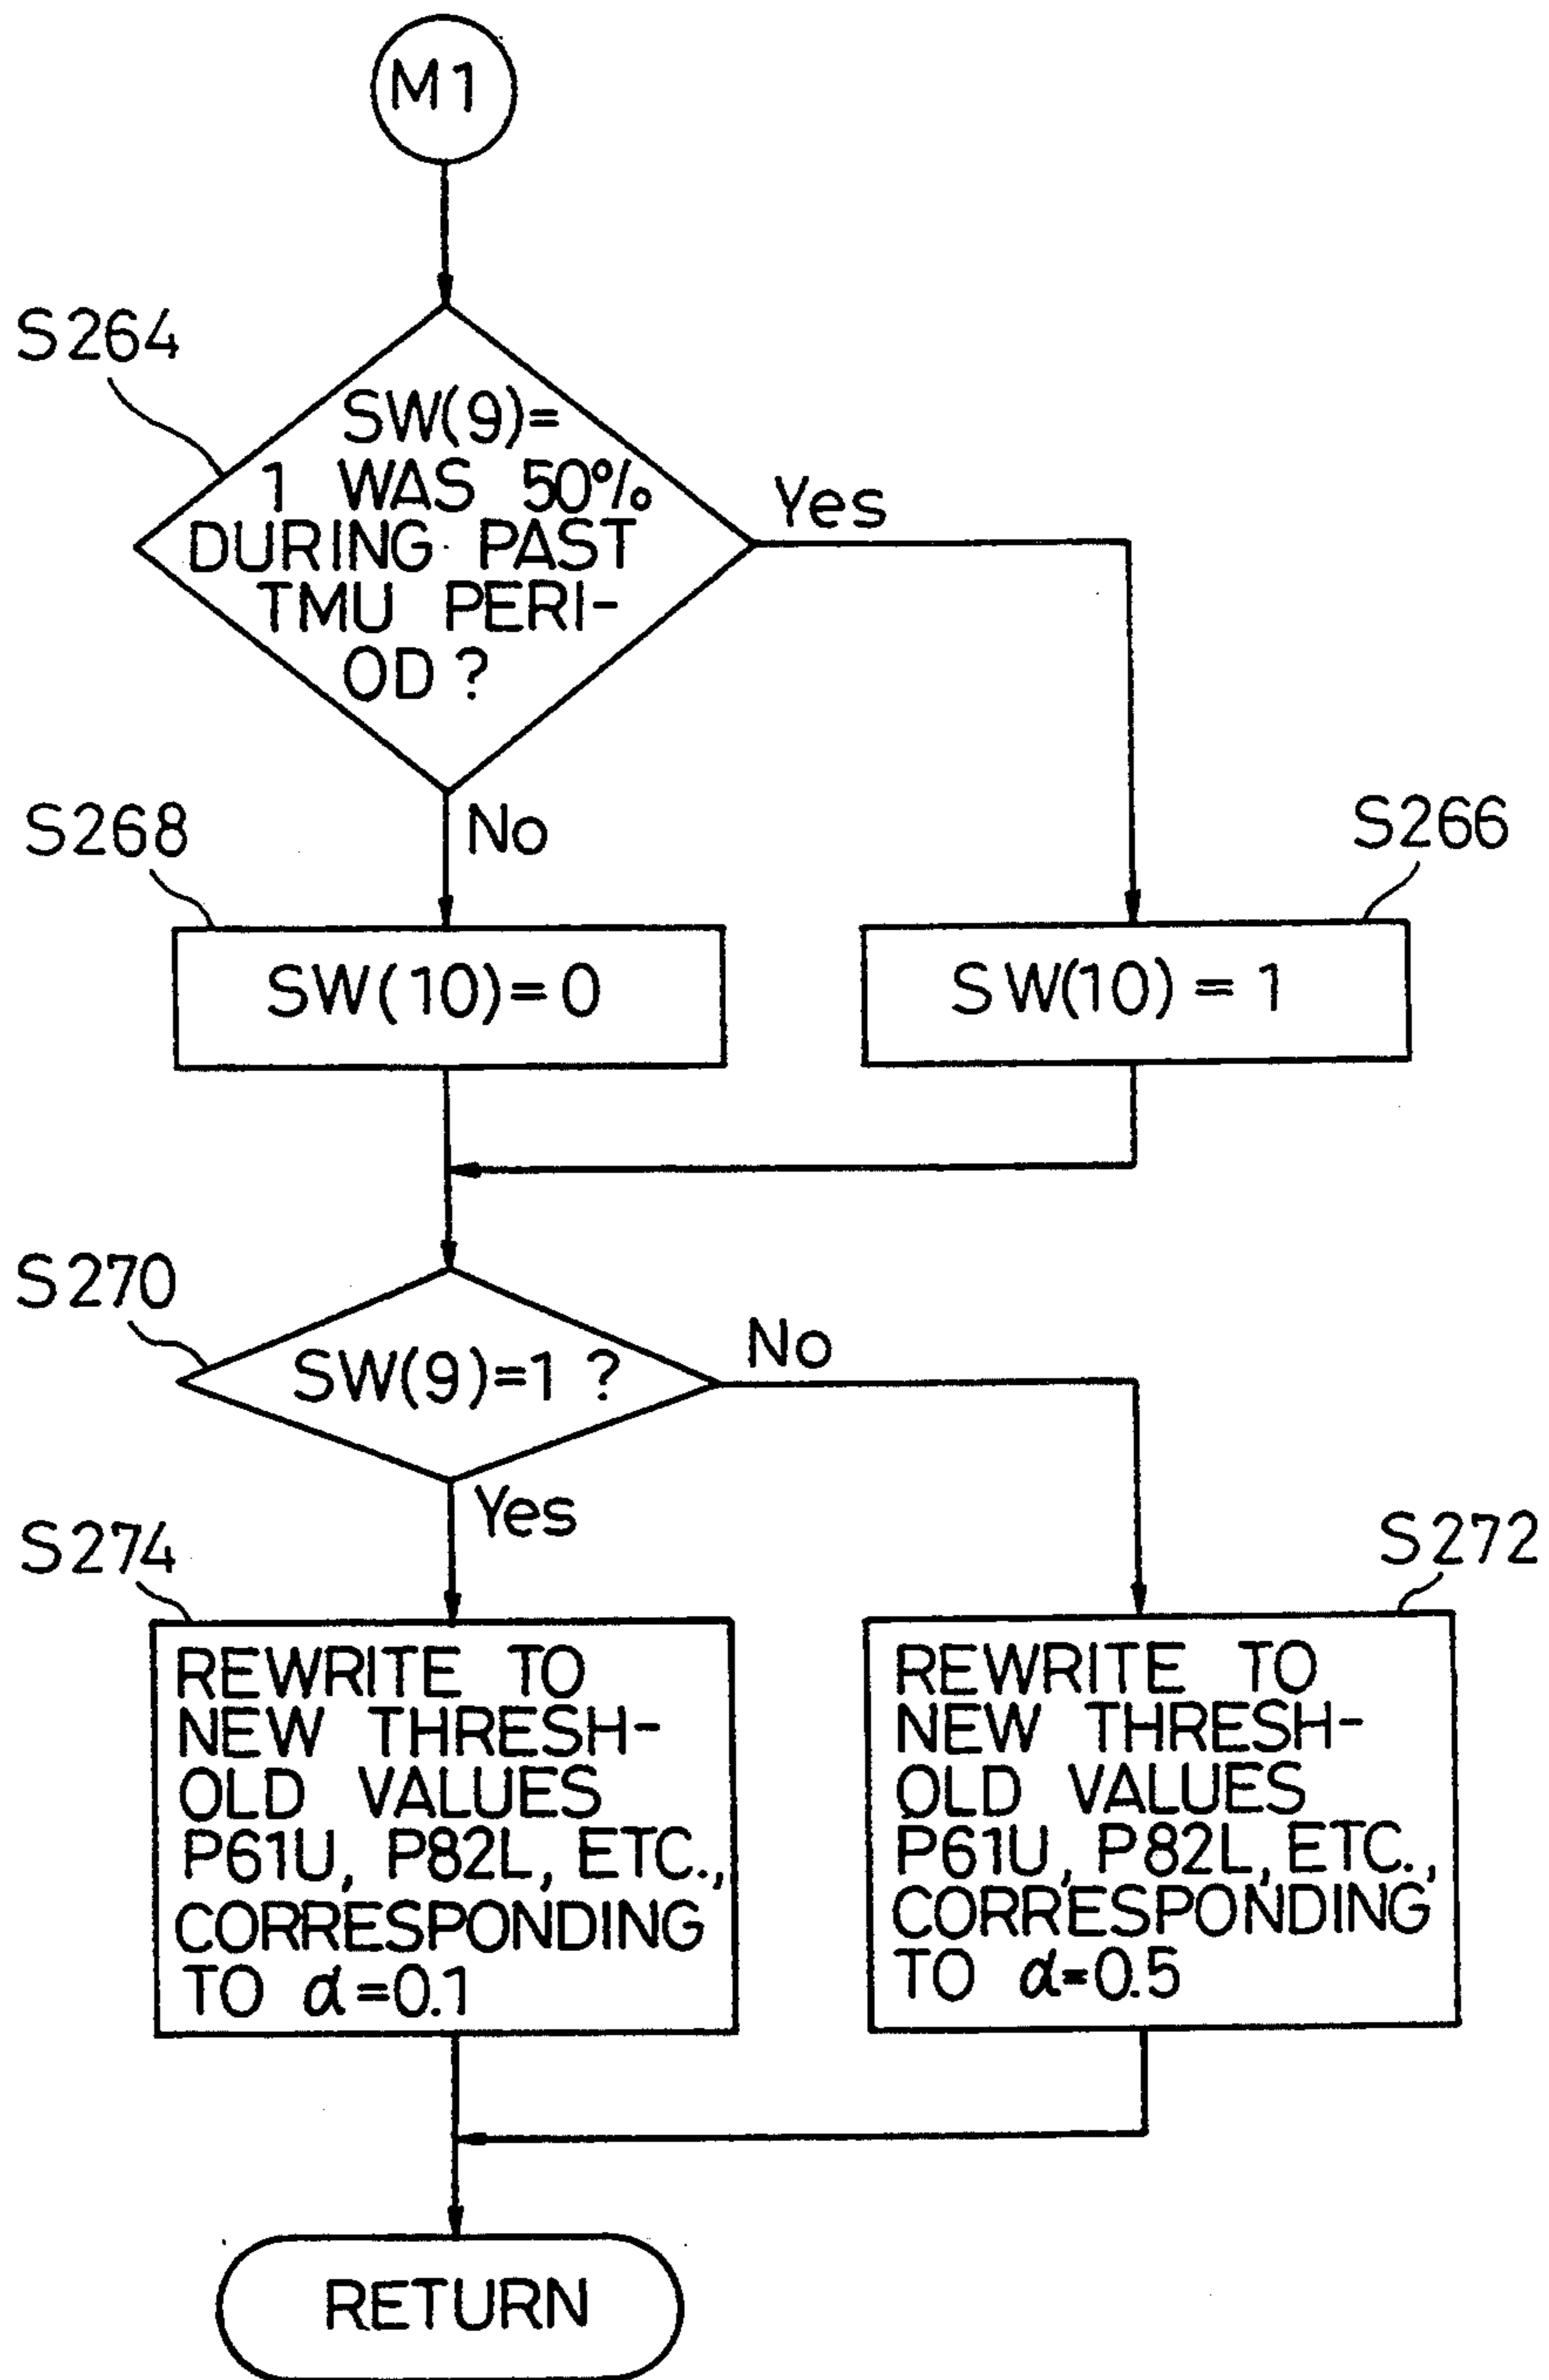 M1
S264
SW(9)=
1 WAS 50%
DURING PAST
TMU PERI-
OD?
Yes
No
S268
S266
SW(10)=0
SW(10)=1
S270
SW(9)=1?
No
Yes
S274
S272
REWRITE TO
NEW THRESH-
OLD VALUES
P61U, P82L, ETC.,
CORRESPONDING
TO α=0.1
REWRITE TO
NEW THRESH-
OLD VALUES
P61U, P82L, ETC.,
CORRESPONDING
TO α=0.5
RETURN